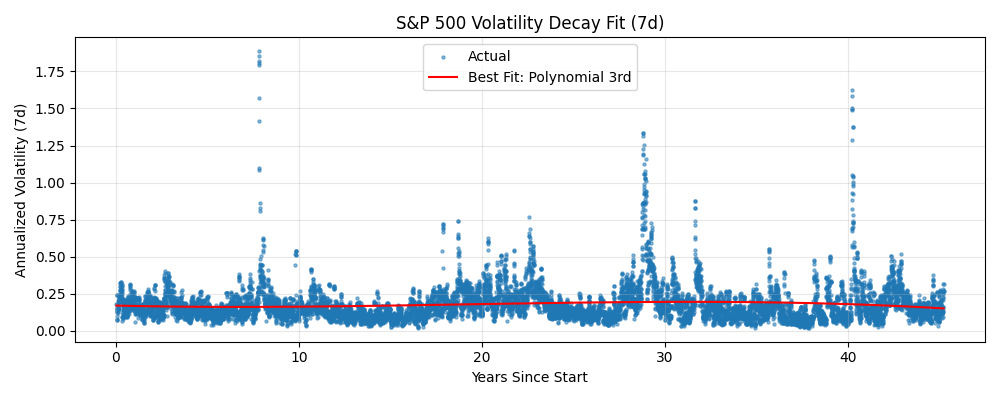 S&P 500 Volatility Decay Fit (7d)
Actual
Best Fit: Polynomial 3rd
Annualized Volatility (7d)
1.75
1.50
1.25
1.00
0.75
0.50
0.25
0.00
0 10 20 30 40
Years Since Start